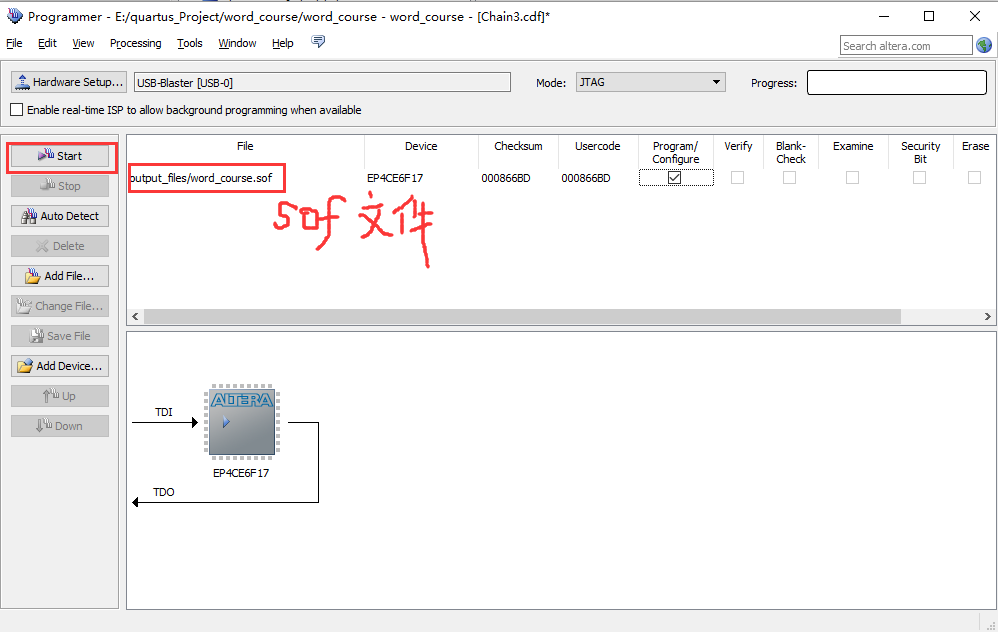 Programmer - E:/quartus_Project/word_course/word_course - word_course - [Chain3.cdf]*
File Edit View Processing Tools Window Help
Search altera.com
Hardware Setup... USB-Blaster [USB-0] Mode: JTAG Progress:
Enable real-time ISP to allow background programming when available
Start
Stop
Auto Detect
Delete
Add File...
Change File...
Save File
Add Device...
Up
Down
File Device Checksum Usercode Program/ Verify Blank- Examine Security Erase
Configure Check Bit
output_files/word_course.sof EP4CE6F17 000866BD 000866BD
sof 文件
TDI
ALTERA
EP4CE6F17
TDO